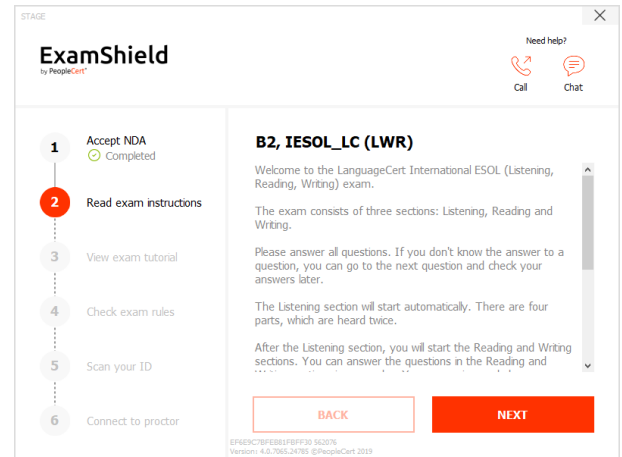 STAGE
Need help?
ExamShield
by PeopleCert
Call
Chat
1
Accept NDA
Completed
2
Read exam instructions
3
View exam tutorial
4
Check exam rules
5
Scan your ID
6
Connect to proctor
B2, IESOL_LC (LWR)
Welcome to the LanguageCert International ESOL (Listening,
Reading, Writing) exam.
The exam consists of three sections: Listening, Reading and
Writing.
Please answer all questions. If you don't know the answer to a
question, you can go to the next question and check your
answers later.
The Listening section will start automatically. There are four
parts, which are heard twice.
After the Listening section, you will start the Reading and Writing
sections. You can answer the questions in the Reading and
BACK
NEXT
Version: 4.0.7065.24785 ©PeopleCert 2019